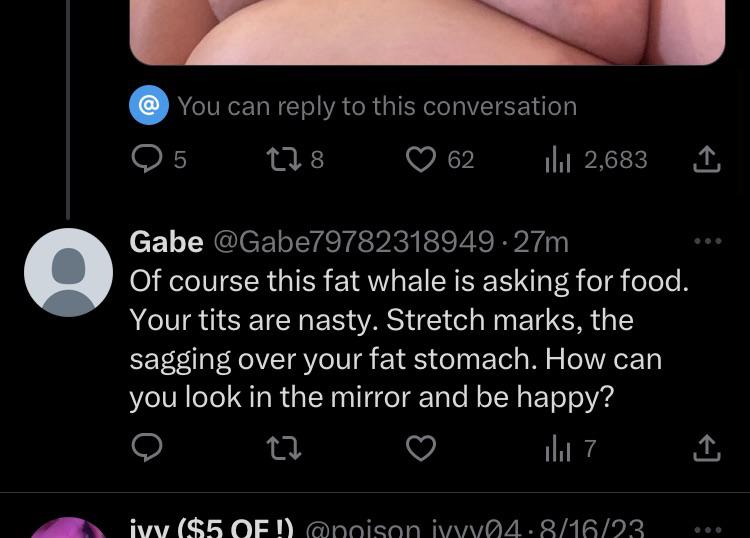 @ You can reply to this conversation
5 8 62 2,683
Gabe @Gabe79782318949 · 27m
Of course this fat whale is asking for food.
Your tits are nasty. Stretch marks, the
sagging over your fat stomach. How can
you look in the mirror and be happy?
7
ivy ($5 OF !) @poison_ivyy04 · 8/16/23